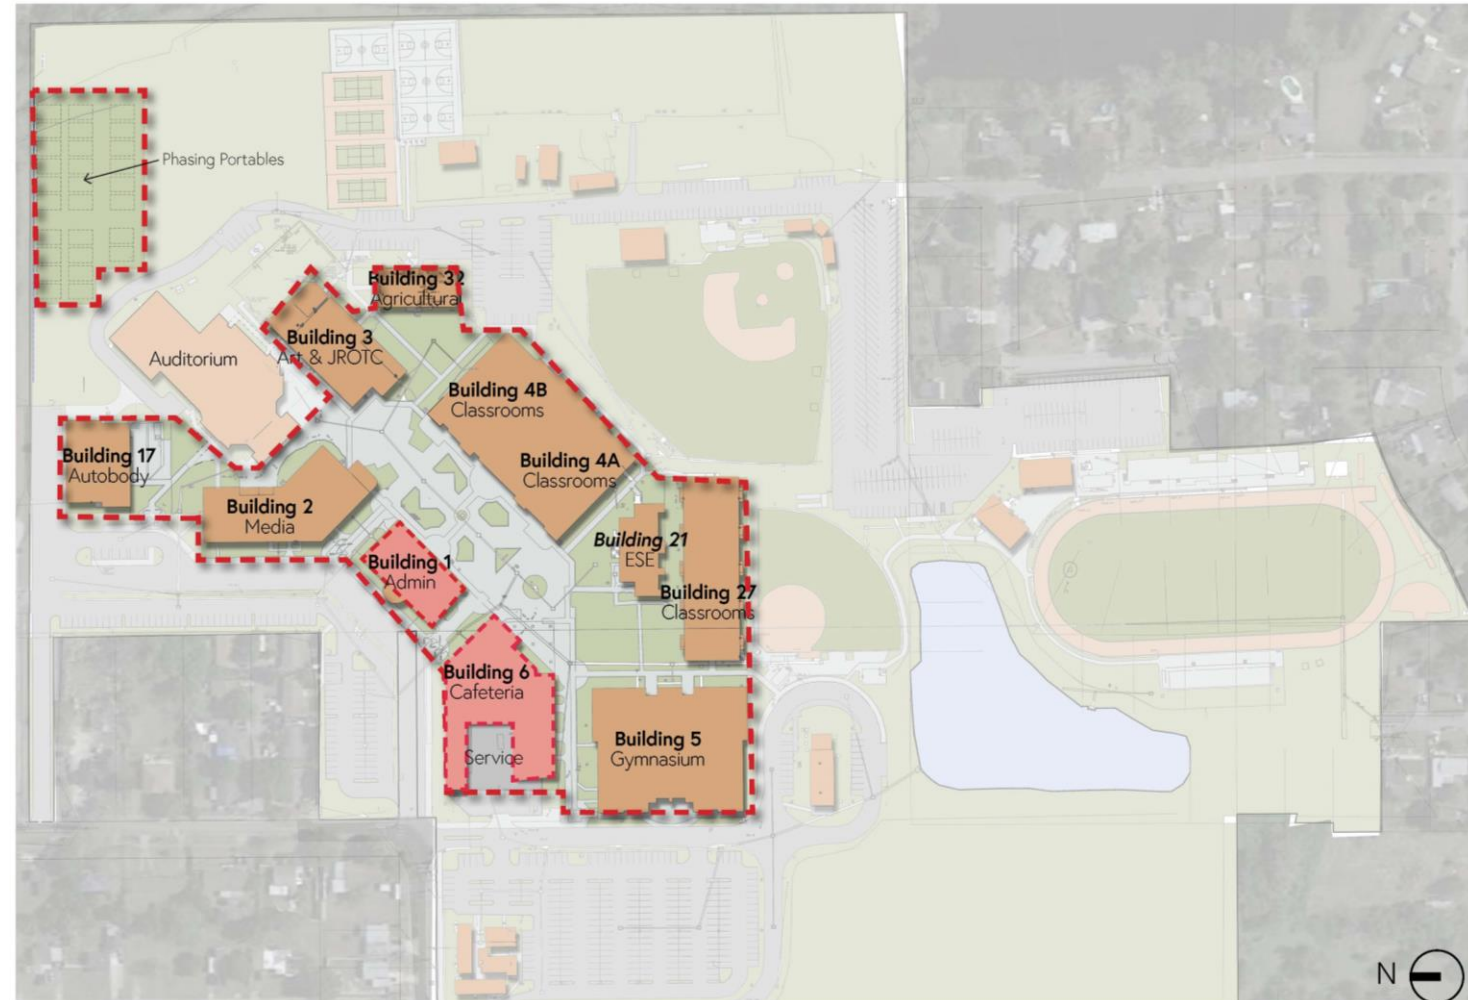 Phasing Portables
Building 32
Agricultural
Building 3
Art & JROTC
Auditorium
Building 4B
Classrooms
Building 17
Autobody
Building 4A
Classrooms
Building 2
Media
Building 21
ESE
Building 1
Admin
Building 27
Classrooms
Building 6
Cafeteria
Service
Building 5
Gymnasium
N